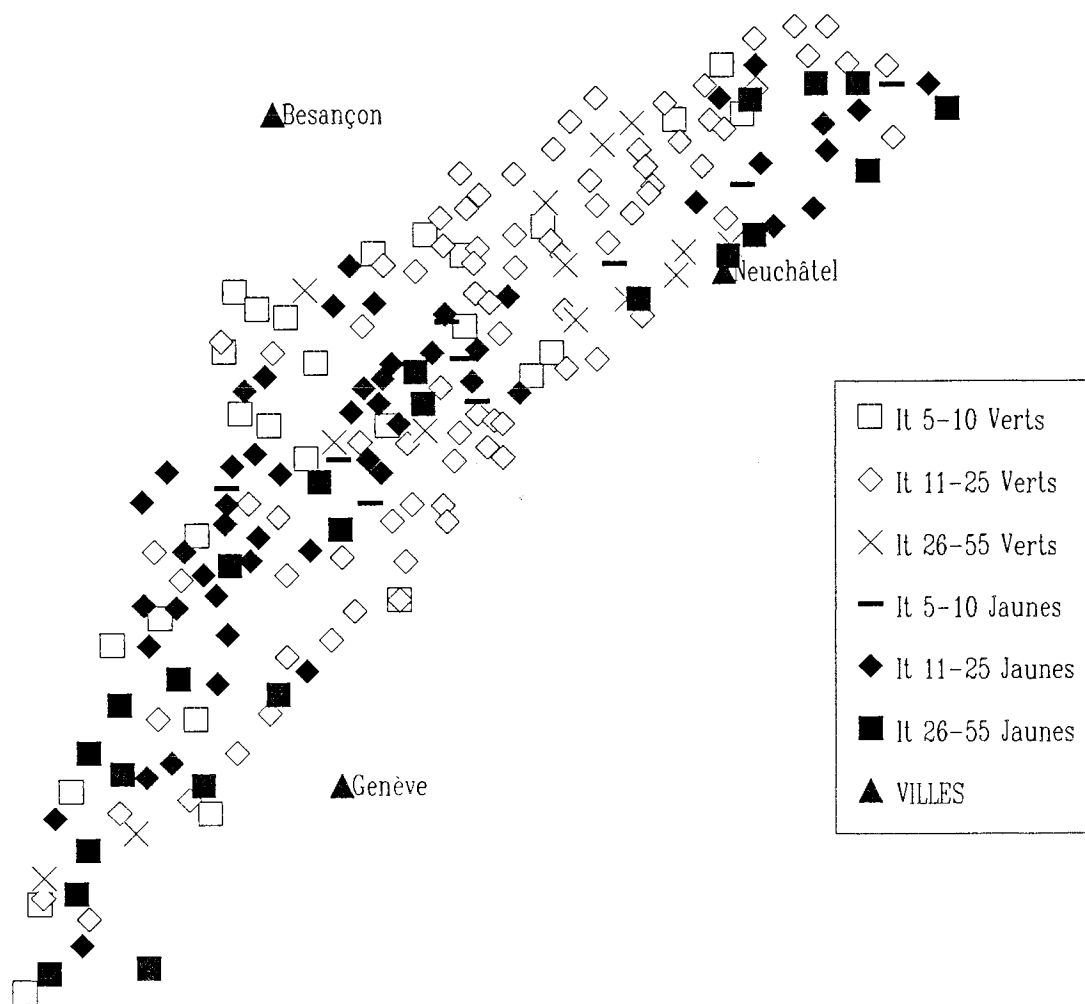 Besançon
Neuchâtel
Genève
It 5-10 Verts
It 11-25 Verts
It 26-55 Verts
It 5-10 Jaunes
It 11-25 Jaunes
It 26-55 Jaunes
VILLES